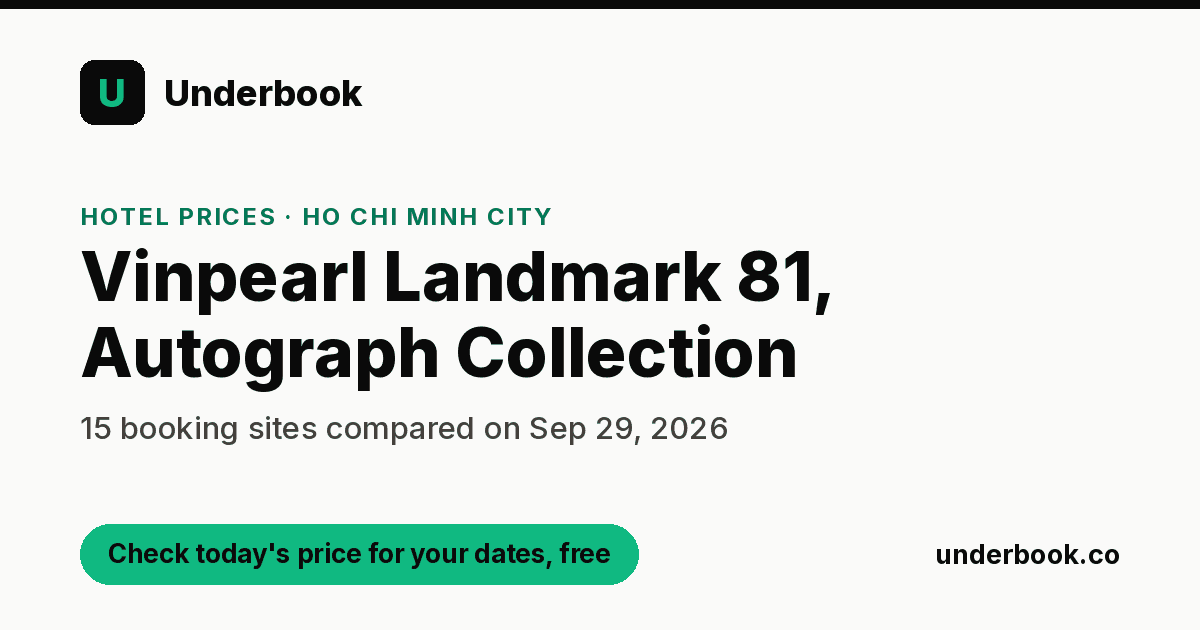 U
Underbook
HOTEL PRICES · HO CHI MINH CITY
Vinpearl Landmark 81,
Autograph Collection
15 booking sites compared on Sep 29, 2026
Check today's price for your dates, free
underbook.co